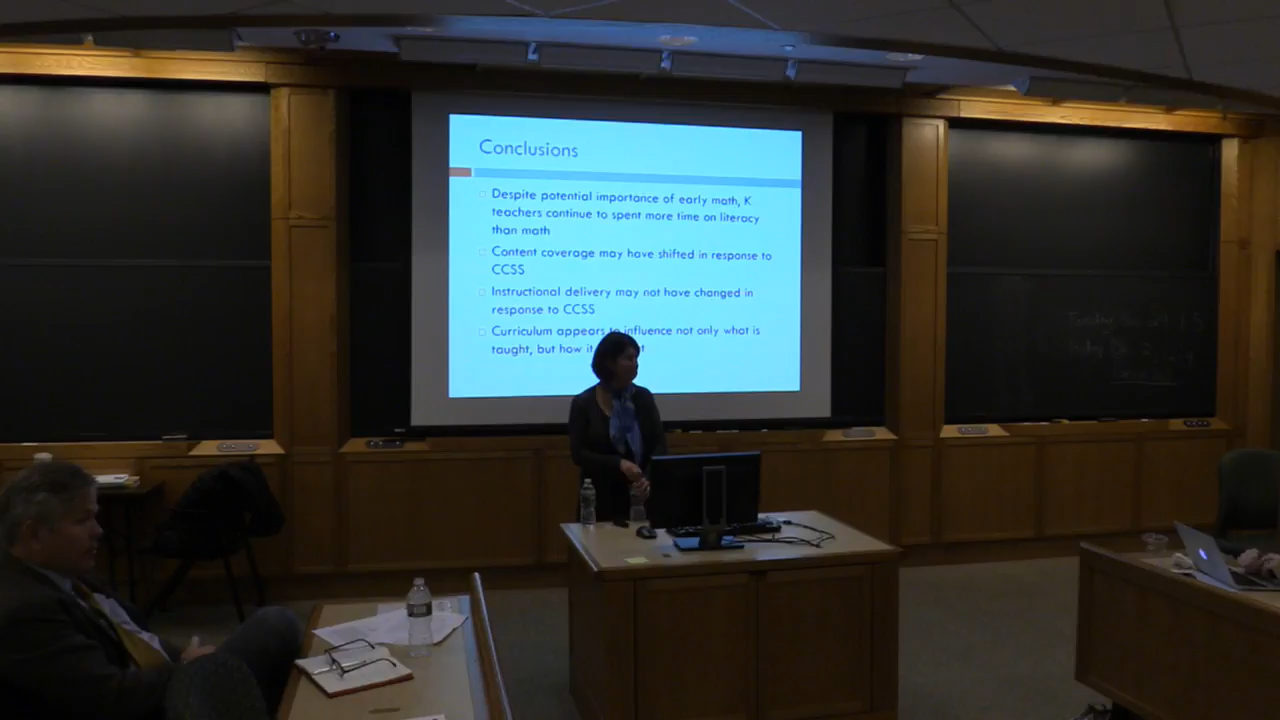 Conclusions
Despite potential importance of early math, K
teachers continue to spent more time on literacy
than math
Content coverage may have shifted in response to
CCSS
Instructional delivery may not have changed in
response to CCSS
Curriculum appears to influence not only what is
taught, but how it